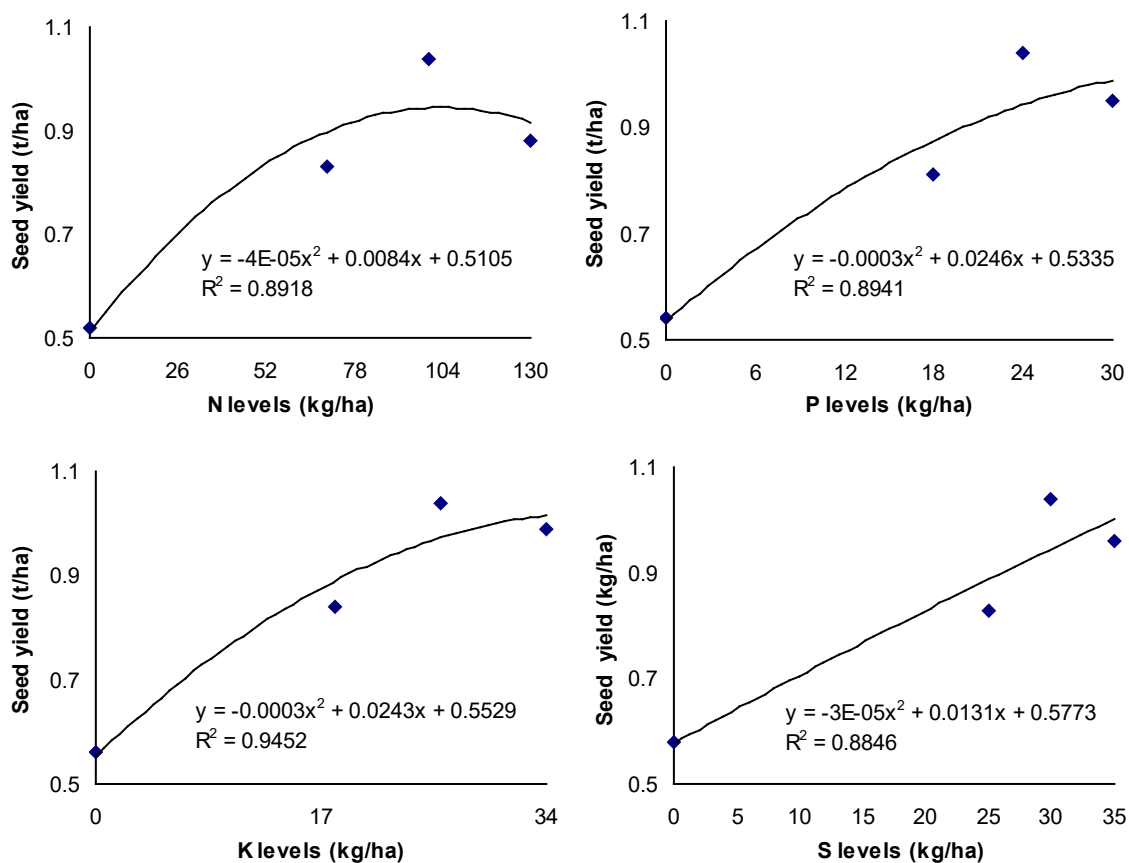 1.1
0.9
0.7
0.5
Seed yield (t/ha)
y = -4E-05x² + 0.0084x + 0.5105
R² = 0.8918
0 26 52 78 104 130
N levels (kg/ha)
1.1
0.9
0.7
0.5
Seed yield (t/ha)
y = -0.0003x² + 0.0246x + 0.5335
R² = 0.8941
0 6 12 18 24 30
P levels (kg/ha)
1.1
0.9
0.7
0.5
Seed yield (t/ha)
y = -0.0003x² + 0.0243x + 0.5529
R² = 0.9452
0 17 34
K levels (kg/ha)
1.1
0.9
0.7
0.5
Seed yield (kg/ha)
y = -3E-05x² + 0.0131x + 0.5773
R² = 0.8846
0 5 10 15 20 25 30 35
S levels (kg/ha)